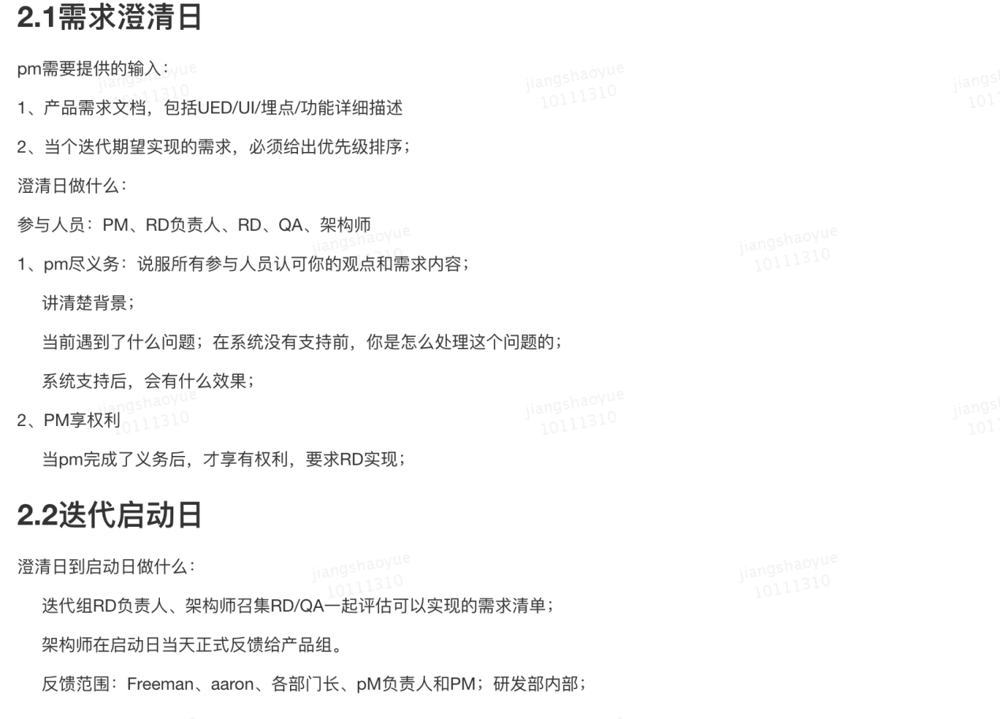 2.1需求澄清日
pm需要提供的输入：
1、产品需求文档，包括UED/UI/埋点/功能详细描述
2、当个迭代期望实现的需求，必须给出优先级排序；
澄清日做什么：
参与人员：PM、RD负责人、RD、QA、架构师
1、pm尽义务：说服所有参与人员认可你的观点和需求内容；
讲清楚背景；
当前遇到了什么问题；在系统没有支持前，你是怎么处理这个问题的；
系统支持后，会有什么效果；
2、PM享权利
当pm完成了义务后，才享有权利，要求RD实现；
2.2迭代启动日
澄清日到启动日做什么：
迭代组RD负责人、架构师召集RD/QA一起评估可以实现的需求清单；
架构师在启动日当天正式反馈给产品组。
反馈范围：Freeman、aaron、各部门长、pM负责人和PM；研发部内部；
jiangshaoyue
10111310